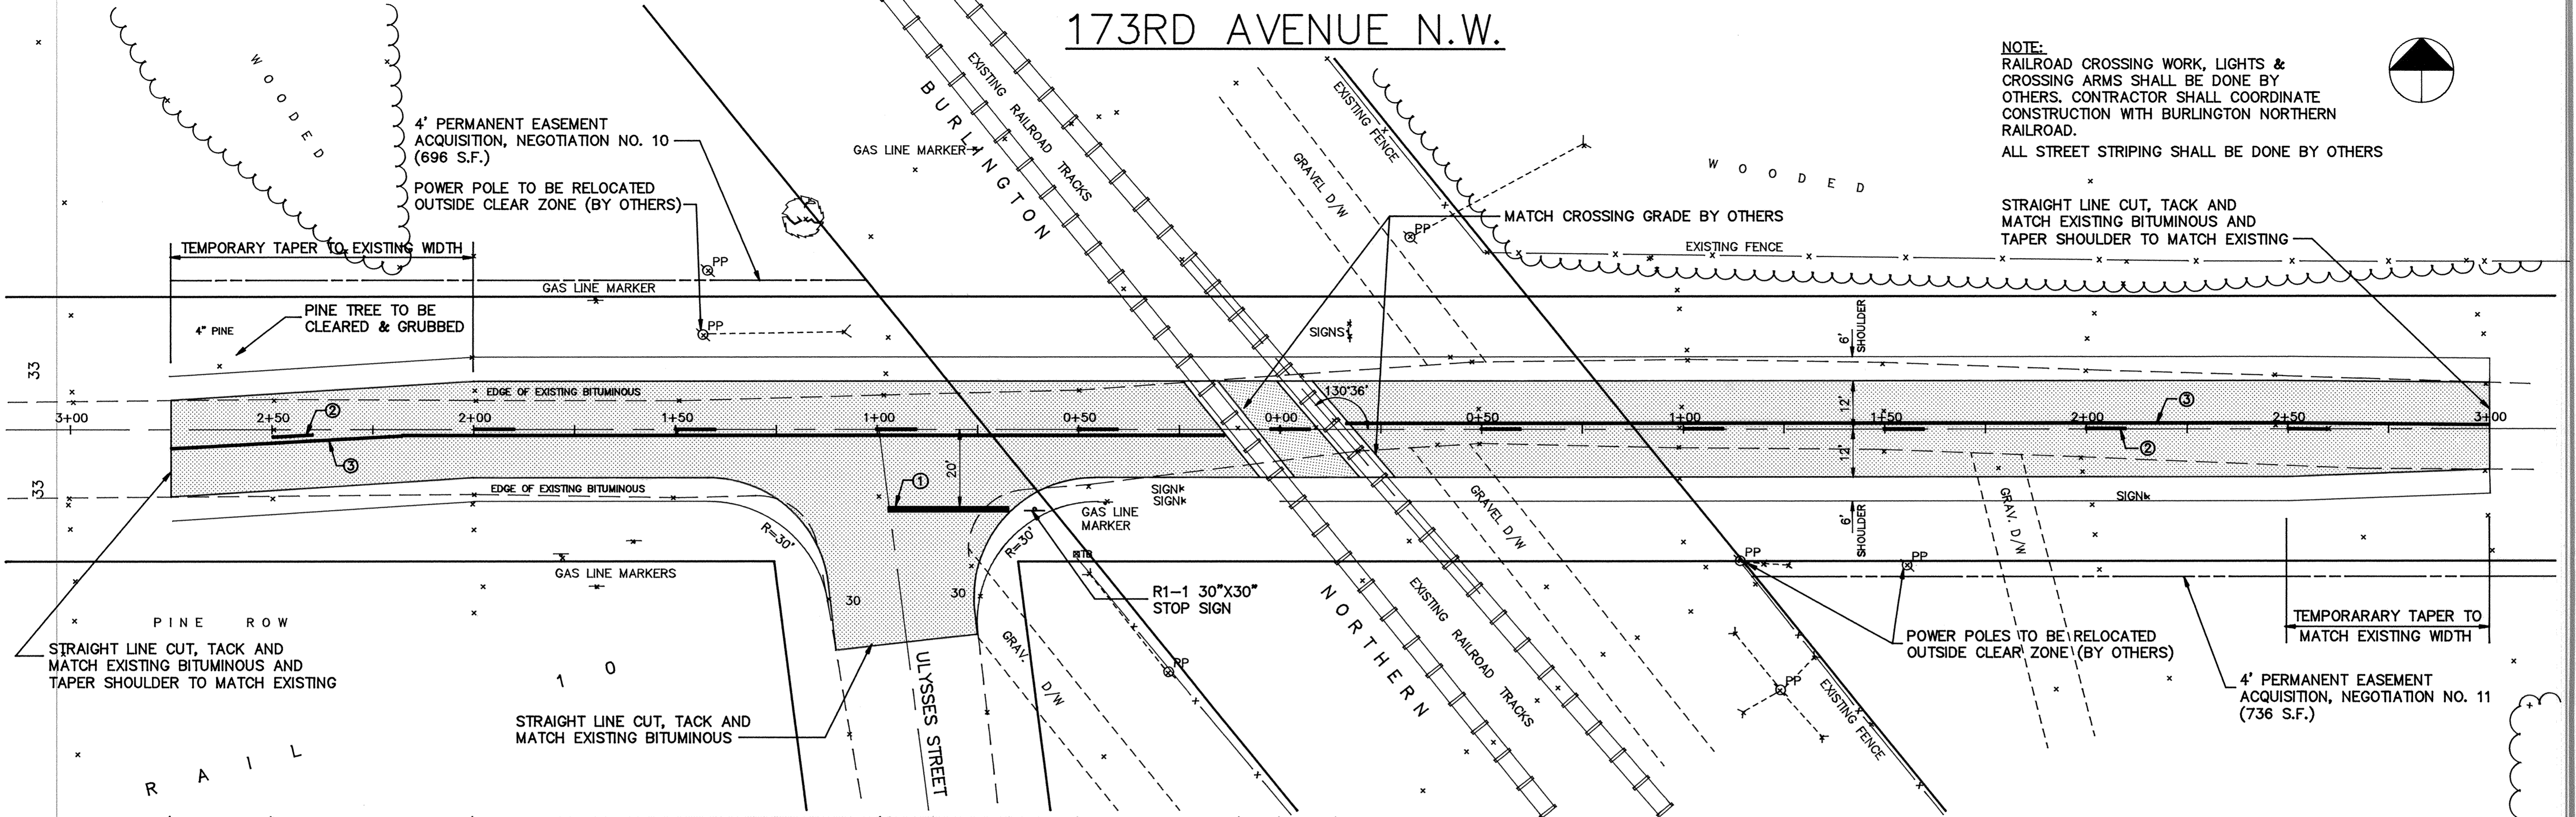 173RD AVENUE N.W.
NOTE:
RAILROAD CROSSING WORK, LIGHTS &
CROSSING ARMS SHALL BE DONE BY
OTHERS. CONTRACTOR SHALL COORDINATE
CONSTRUCTION WITH BURLINGTON NORTHERN
RAILROAD.
ALL STREET STRIPING SHALL BE DONE BY OTHERS
STRAIGHT LINE CUT, TACK AND
MATCH EXISTING BITUMINOUS AND
TAPER SHOULDER TO MATCH EXISTING
WOODED
4' PERMANENT EASEMENT
ACQUISITION, NEGOTIATION NO. 10
(696 S.F.)
POWER POLE TO BE RELOCATED
OUTSIDE CLEAR ZONE (BY OTHERS)
GAS LINE MARKER
BURLINGTON
EXISTING RAILROAD TRACKS
GRAVEL D/W
EXISTING FENCE
WOODED
PP
MATCH CROSSING GRADE BY OTHERS
EXISTING FENCE
TEMPORARY TAPER TO EXISTING WIDTH
PP
GAS LINE MARKER
PINE TREE TO BE
CLEARED & GRUBBED
4" PINE
PP
SIGNS
6'
SHOULDER
33
EDGE OF EXISTING BITUMINOUS
130°36'
12'
3+00
2+50
2
2+00
1+50
1+00
0+50
0+00
0+50
1+00
1+50
2+00
3
2+50
3+00
3
20'
12'
2
33
EDGE OF EXISTING BITUMINOUS
1
SIGN
SIGN
GAS LINE
MARKER
SIGN
6'
SHOULDER
R=30'
R=30'
TB
GRAVEL D/W
GRAV. D/W
PP
PP
GAS LINE MARKERS
30
30
R1-1 30"X30"
STOP SIGN
PINE ROW
STRAIGHT LINE CUT, TACK AND
MATCH EXISTING BITUMINOUS AND
TAPER SHOULDER TO MATCH EXISTING
10
RAIL
STRAIGHT LINE CUT, TACK AND
MATCH EXISTING BITUMINOUS
ULYSSES STREET
GRAV.
D/W
PP
NORTHERN
EXISTING RAILROAD TRACKS
PP
EXISTING FENCE
POWER POLES TO BE RELOCATED
OUTSIDE CLEAR ZONE (BY OTHERS)
TEMPORARARY TAPER TO
MATCH EXISTING WIDTH
4' PERMANENT EASEMENT
ACQUISITION, NEGOTIATION NO. 11
(736 S.F.)